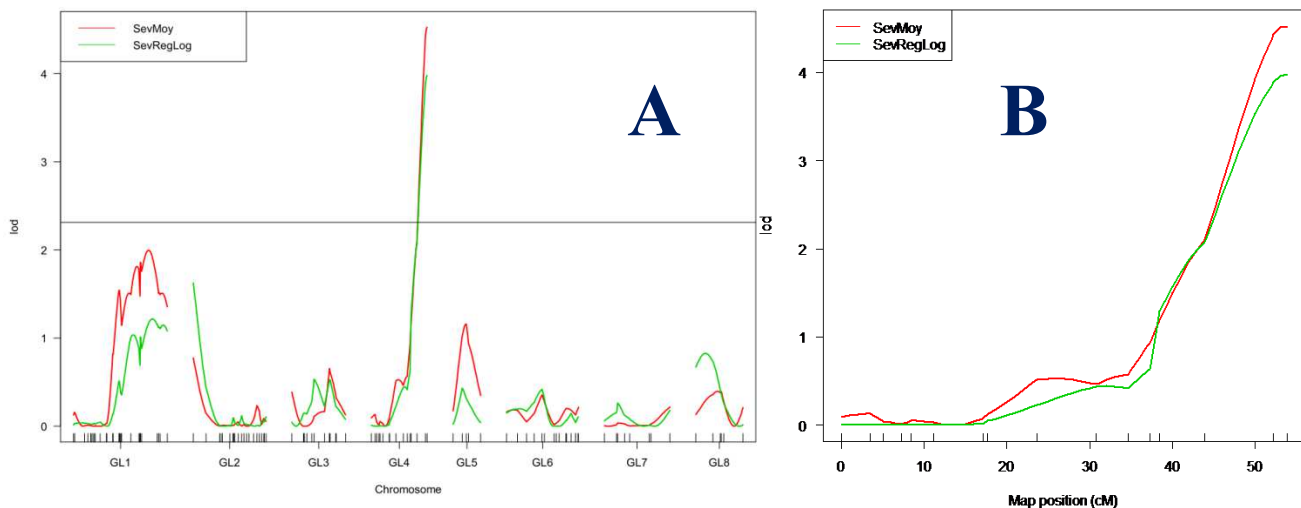 SevMoy
SevRegLog
A
lod
4
3
2
1
0
GL1 GL2 GL3 GL4 GL5 GL6 GL7 GL8
Chromosome
SevMoy
SevRegLog
B
lod
4
3
2
1
0
0 10 20 30 40 50
Map position (cM)